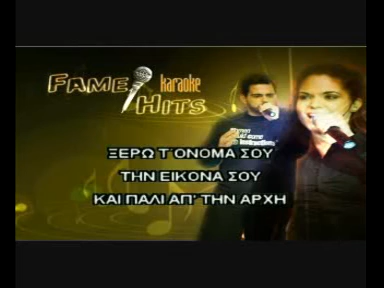 FAME karaoke
HITS
ΞΕΡΩ Τ΄ΟΝΟΜΑ ΣΟΥ
ΤΗΝ ΕΙΚΟΝΑ ΣΟΥ
ΚΑΙ ΠΑΛΙ ΑΠ' ΤΗΝ ΑΡΧΗ